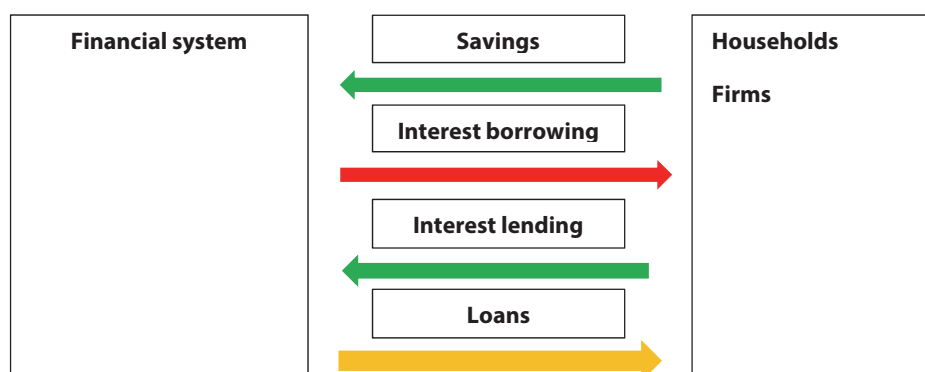 Financial system
Savings
Households
Firms
Interest borrowing
Interest lending
Loans